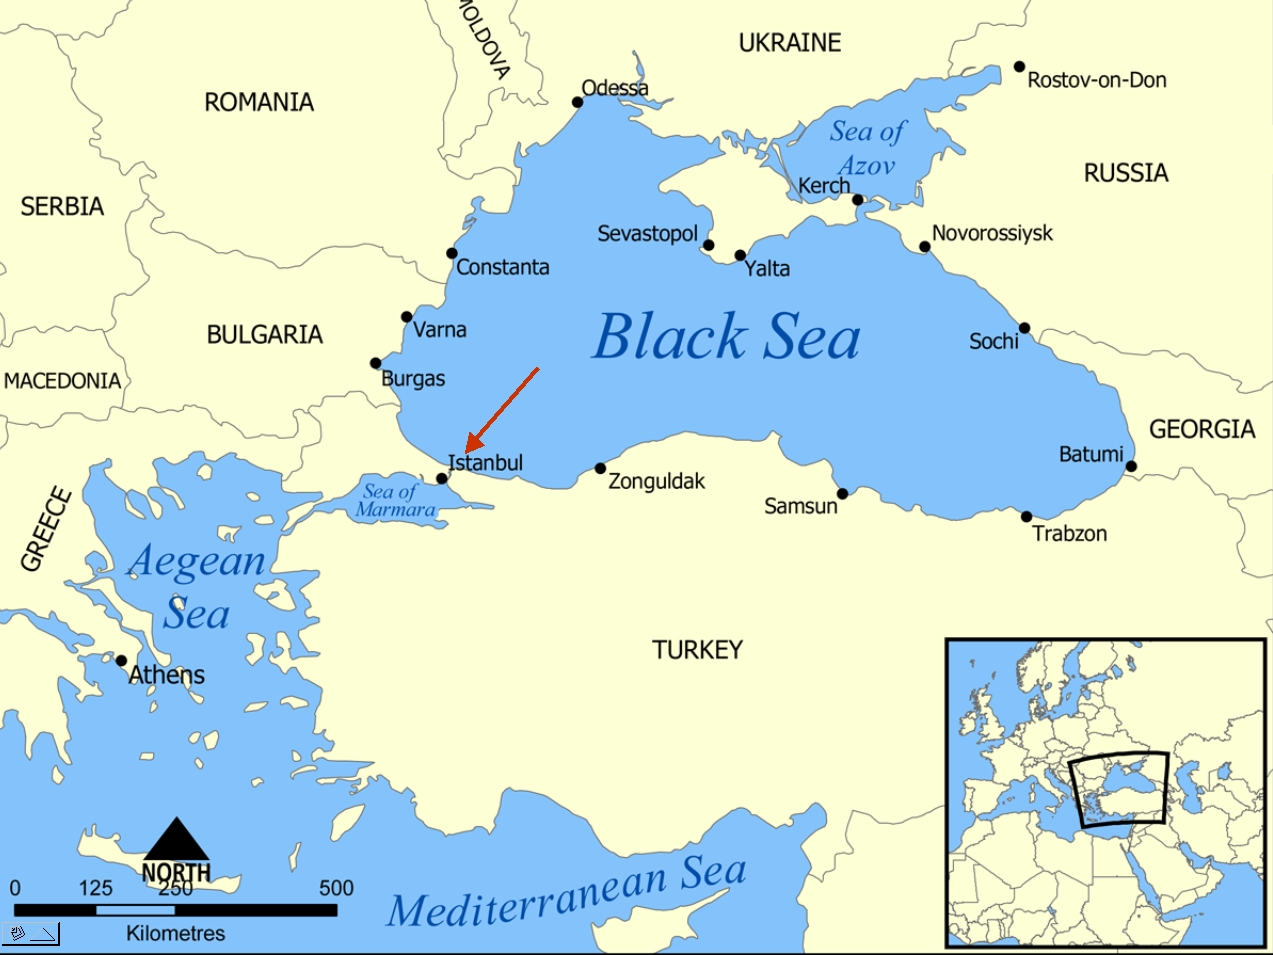 MOLDOVA
UKRAINE
Odessa
Rostov-on-Don
ROMANIA
Sea of
Azov
RUSSIA
Kerch
SERBIA
Sevastopol
Novorossiysk
Constanta
Yalta
Varna
BULGARIA
Black Sea
Sochi
MACEDONIA
Burgas
GEORGIA
Batumi
Istanbul
Zonguldak
Sea of
Marmara
Samsun
Trabzon
GREECE
Aegean
Sea
TURKEY
Athens
NORTH
0 125 250 500
Kilometres
Mediterranean Sea